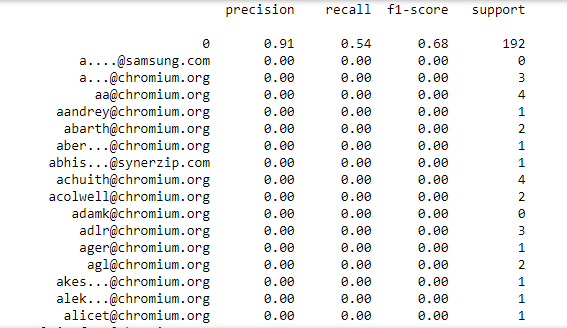 precision recall f1-score support
0 0.91 0.54 0.68 192
a....@samsung.com 0.00 0.00 0.00 0
a...@chromium.org 0.00 0.00 0.00 3
aa@chromium.org 0.00 0.00 0.00 4
aandrey@chromium.org 0.00 0.00 0.00 1
abarth@chromium.org 0.00 0.00 0.00 2
aber...@chromium.org 0.00 0.00 0.00 1
abhis...@synerzip.com 0.00 0.00 0.00 1
achuith@chromium.org 0.00 0.00 0.00 4
acolwell@chromium.org 0.00 0.00 0.00 2
adamk@chromium.org 0.00 0.00 0.00 0
adlr@chromium.org 0.00 0.00 0.00 3
ager@chromium.org 0.00 0.00 0.00 1
agl@chromium.org 0.00 0.00 0.00 2
akes...@chromium.org 0.00 0.00 0.00 1
alek...@chromium.org 0.00 0.00 0.00 1
alicet@chromium.org 0.00 0.00 0.00 1